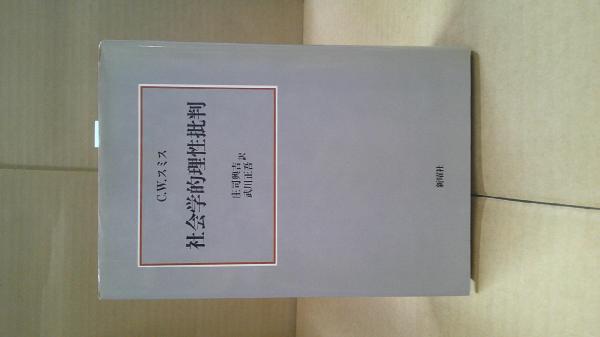 C.W.スミス
社会学的理性批判
庄司興吉 訳
武川正吾
新曜社